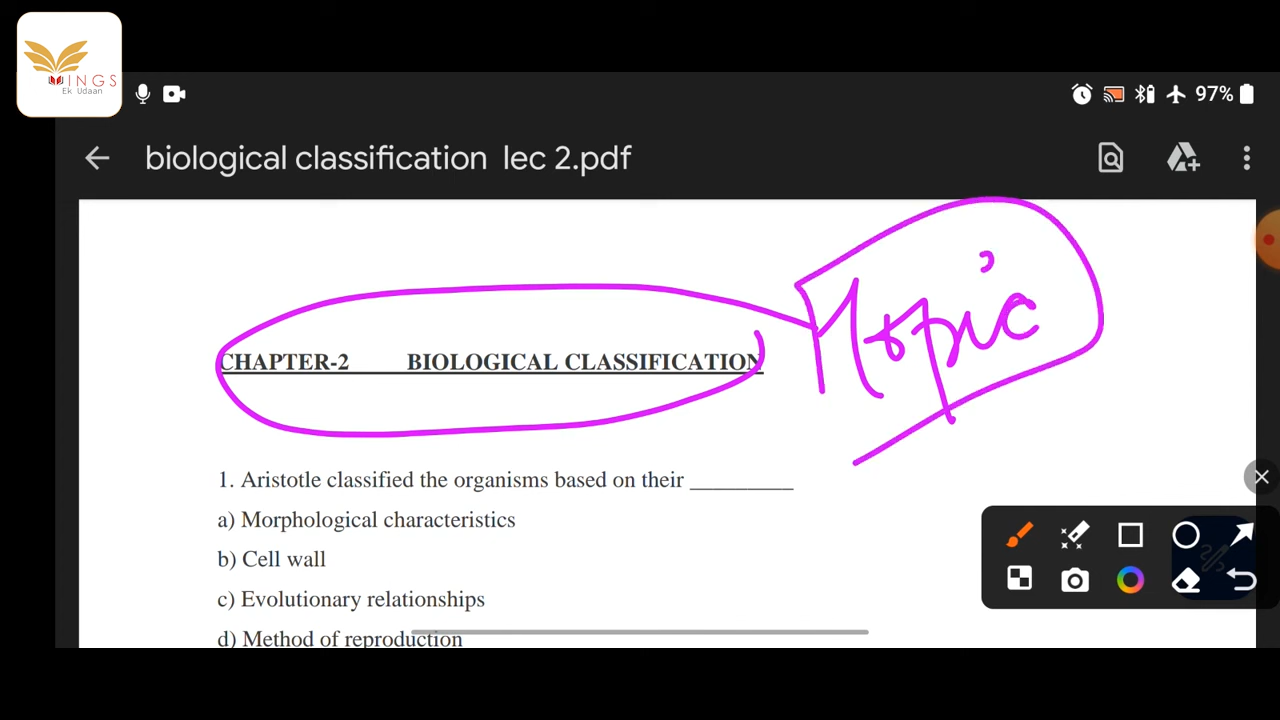 WINGS
Ek Udaan
97%
biological classification lec 2.pdf
Topic
CHAPTER-2 BIOLOGICAL CLASSIFICATION
1. Aristotle classified the organisms based on their _________
a) Morphological characteristics
b) Cell wall
c) Evolutionary relationships
d) Method of reproduction